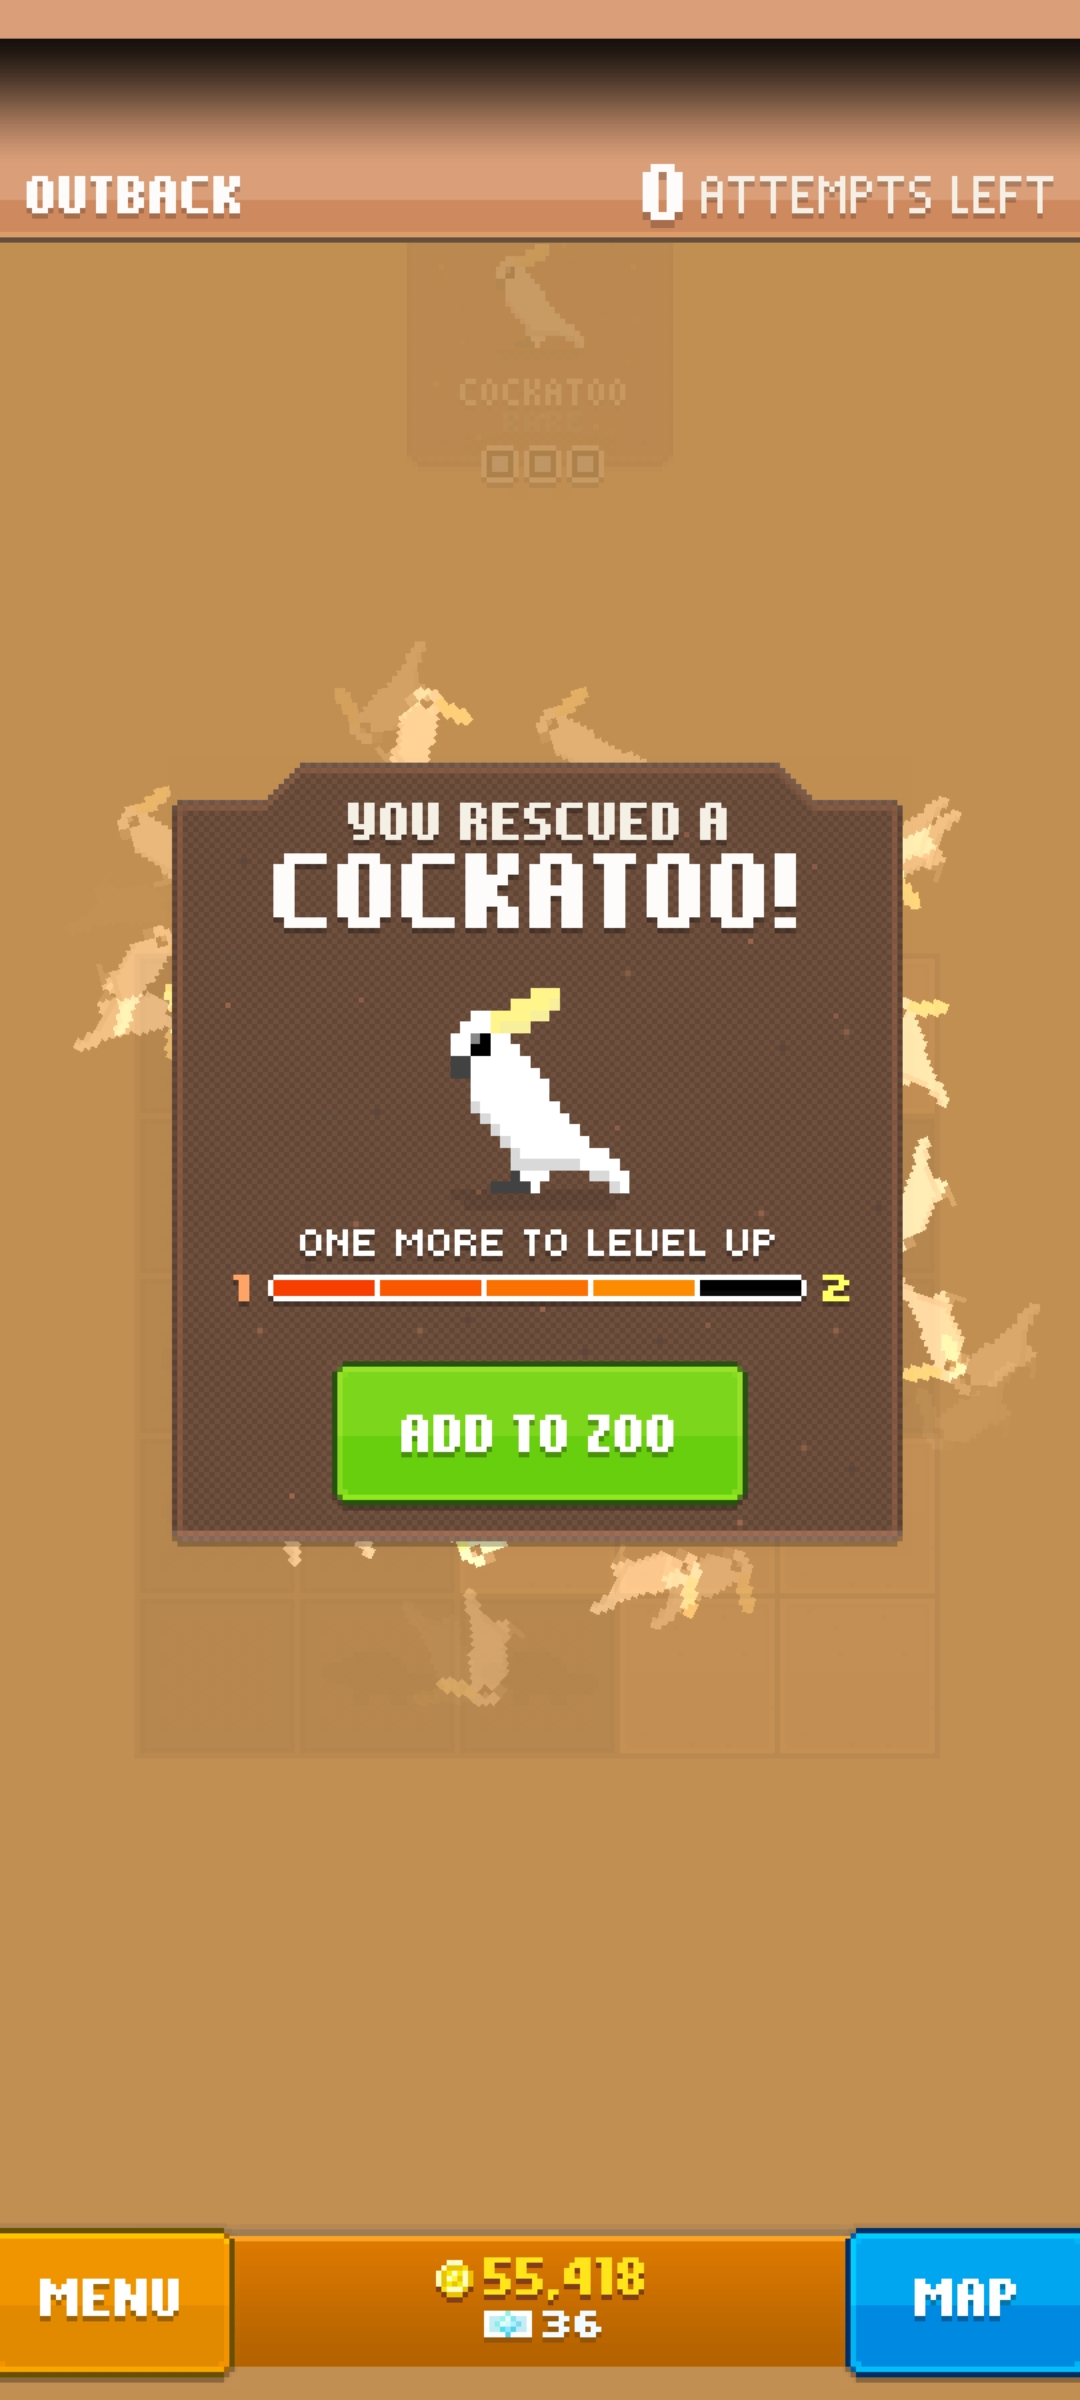 OUTBACK
0 ATTEMPTS LEFT
COCKATOO
RARE
YOU RESCUED A
COCKATOO!
ONE MORE TO LEVEL UP
1 2
ADD TO ZOO
MENU
55,418
36
MAP